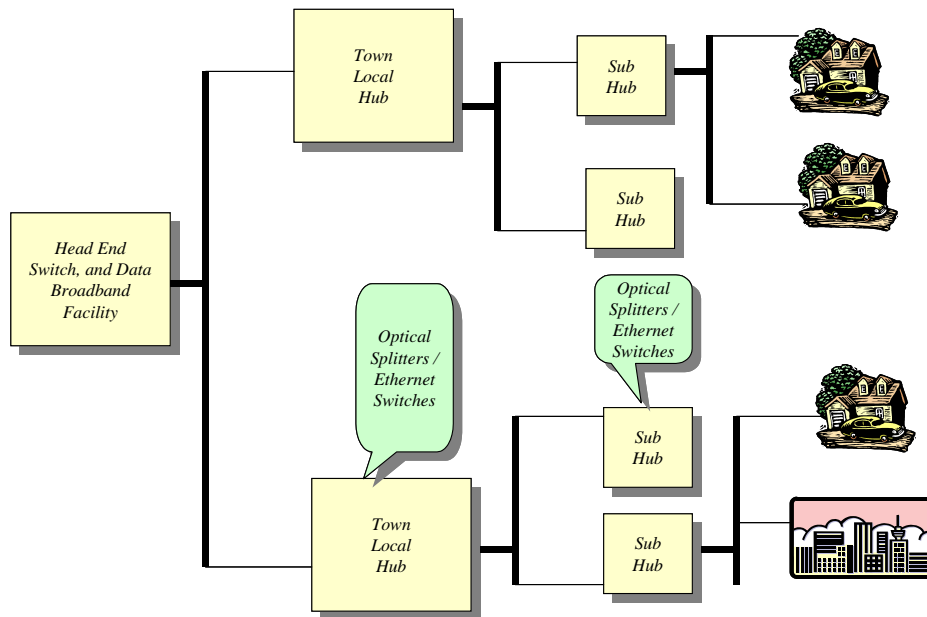 Town
Local
Hub
Sub
Hub
Sub
Hub
Head End
Switch, and Data
Broadband
Facility
Optical
Splitters /
Ethernet
Switches
Optical
Splitters /
Ethernet
Switches
Sub
Hub
Town
Local
Hub
Sub
Hub